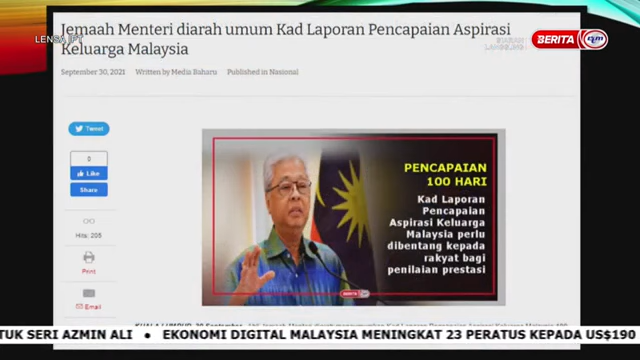 LENSA IPT
Jemaah Menteri diarah umum Kad Laporan Pencapaian Aspirasi
Keluarga Malaysia
SIARAN
LANGSUNG
BERITA
September 30, 2021 Written by Media Baharu Published in Nasional
Tweet
0
Like
Share
Hits: 205
Print
Email
PENCAPAIAN
100 HARI
Kad Laporan
Pencapaian
Aspirasi Keluarga
Malaysia perlu
dibentang kepada
rakyat bagi
penilaian prestasi
BERITA
TUK SERI AZMIN ALI • EKONOMI DIGITAL MALAYSIA MENINGKAT 23 PERATUS KEPADA US$190